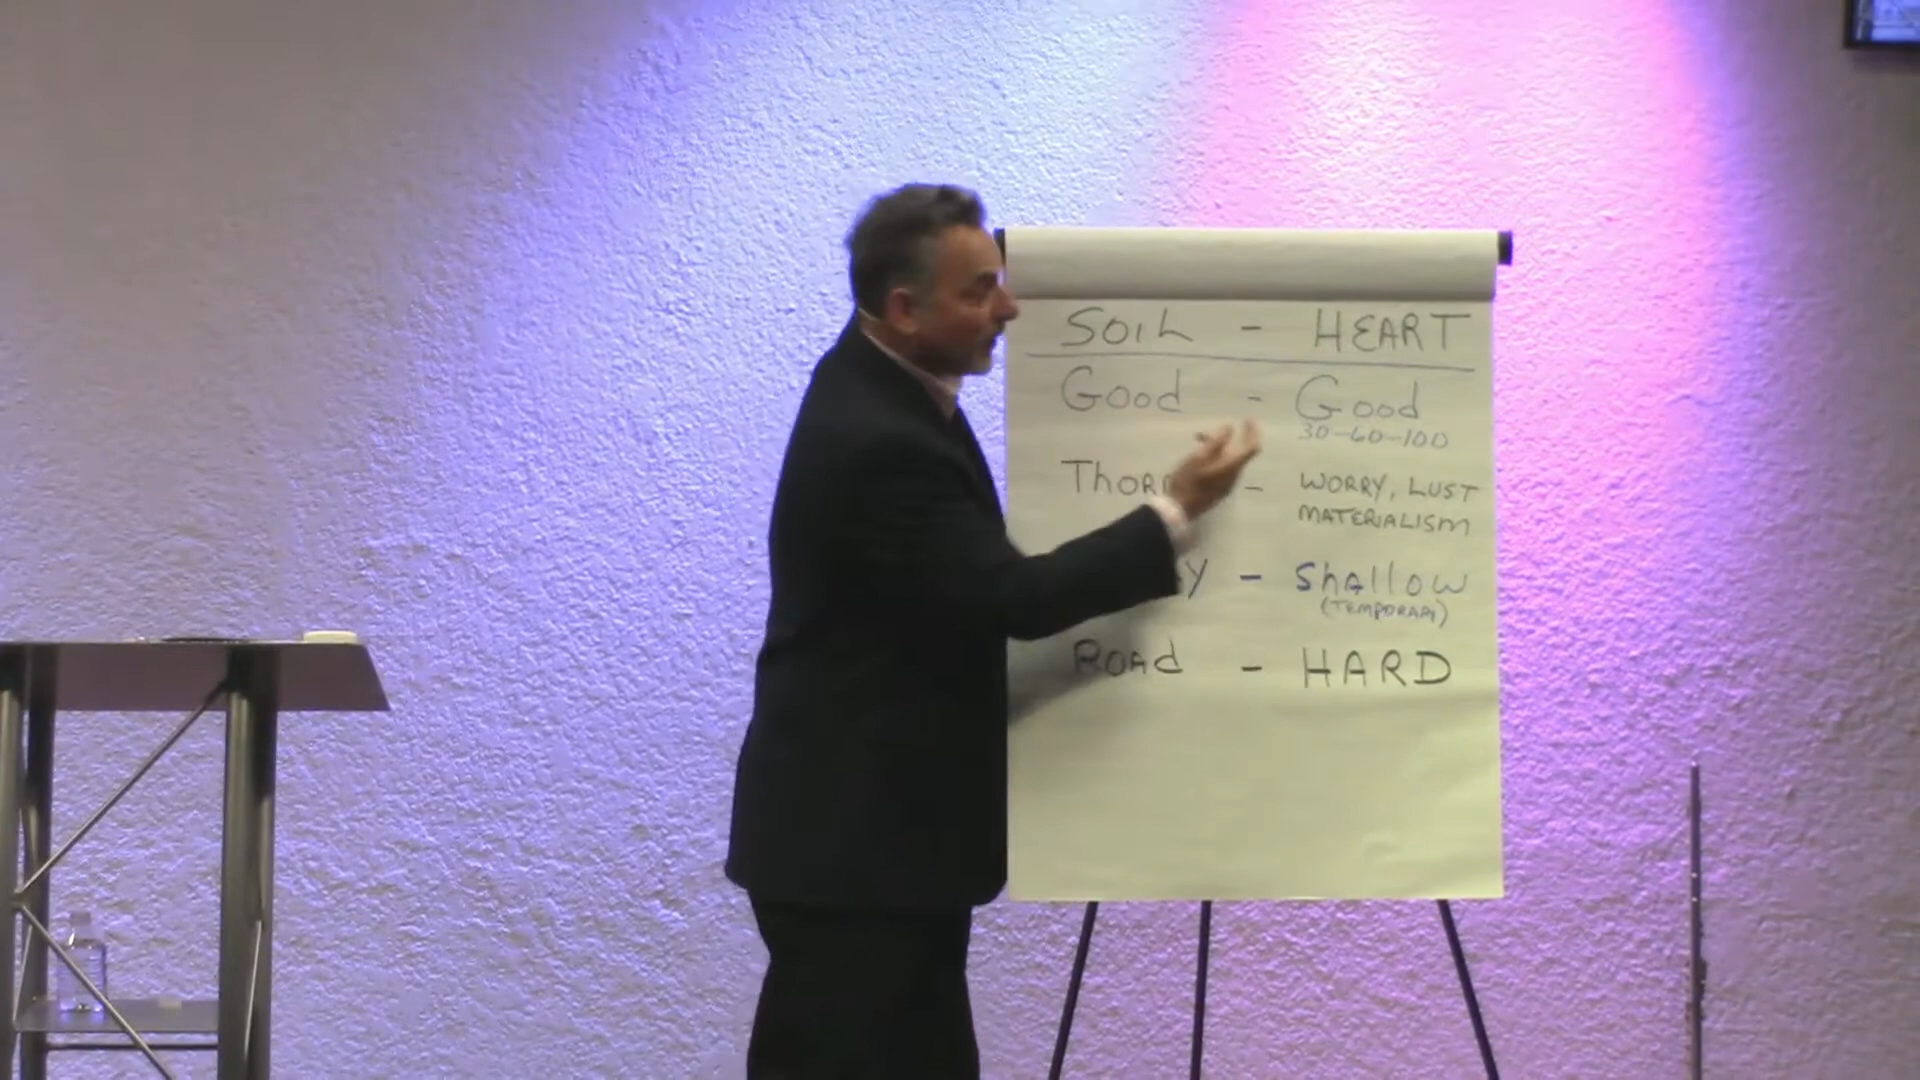 SOIL - HEART
Good - Good
30-60-100
- WORRY, LUST
MATERIALISM
- Shallow
(TEMPORARY)
ROAd - HARD